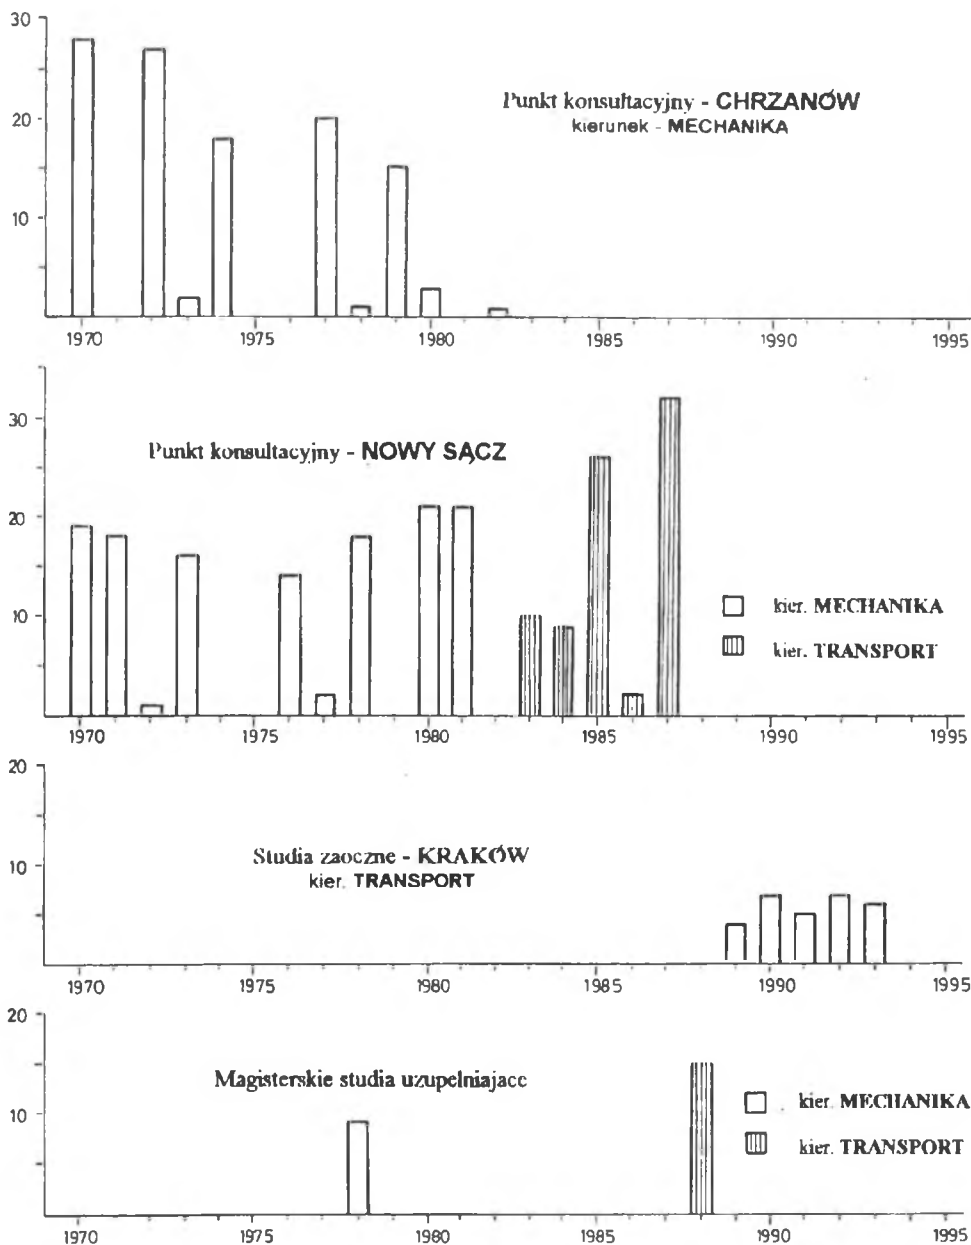 30
20
10
Punkt konsultacyjny - CHRZANÓW
kierunek - MECHANIKA
1970 1975 1980 1985 1990 1995
30
20
10
Punkt konsultacyjny - NOWY SĄCZ
kier. MECHANIKA
kier. TRANSPORT
1970 1975 1980 1985 1990 1995
20
10
Studia zaoczne - KRAKÓW
kier. TRANSPORT
1970 1975 1980 1985 1990 1995
20
10
Magisterskie studia uzupełniające
kier. MECHANIKA
kier. TRANSPORT
1970 1975 1980 1985 1990 1995